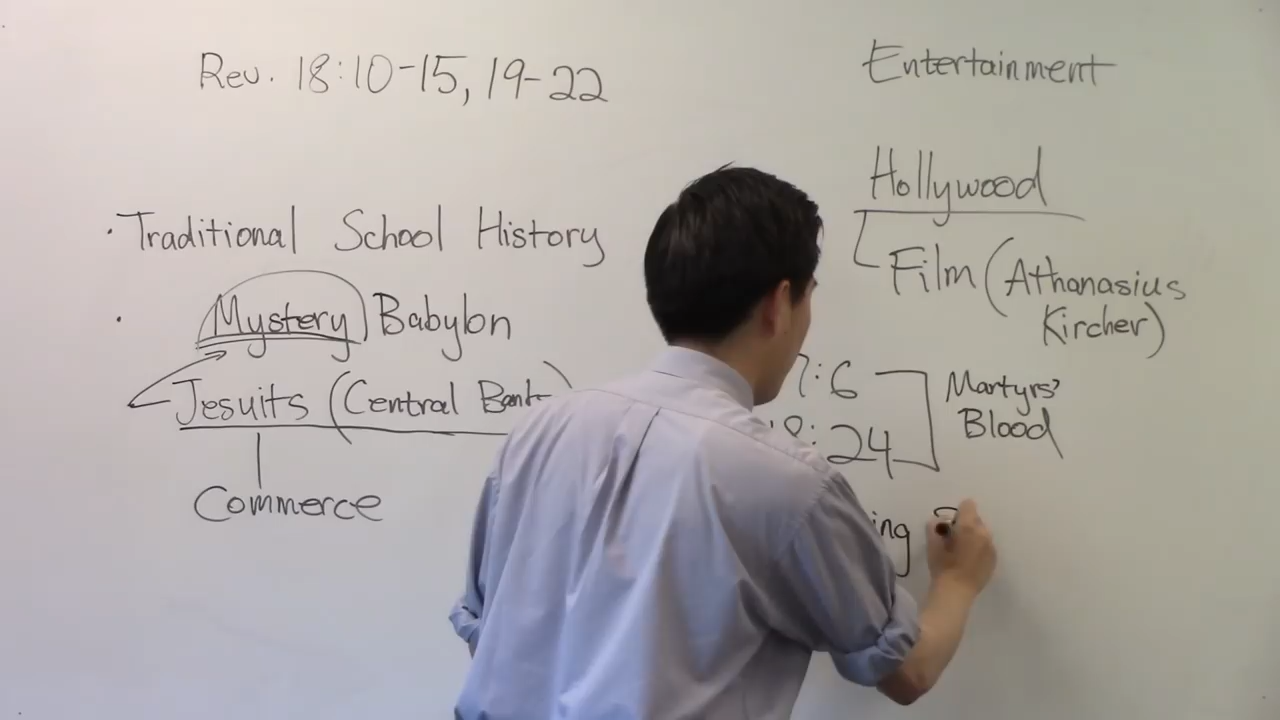 Rev. 18:10-15, 19-22
· Traditional School History
· Mystery Babylon
Jesuits (Central Bank)
Commerce
Entertainment
Hollywood
Film (Athanasius
Kircher)
7:6
18:24
Martyrs'
Blood
ing